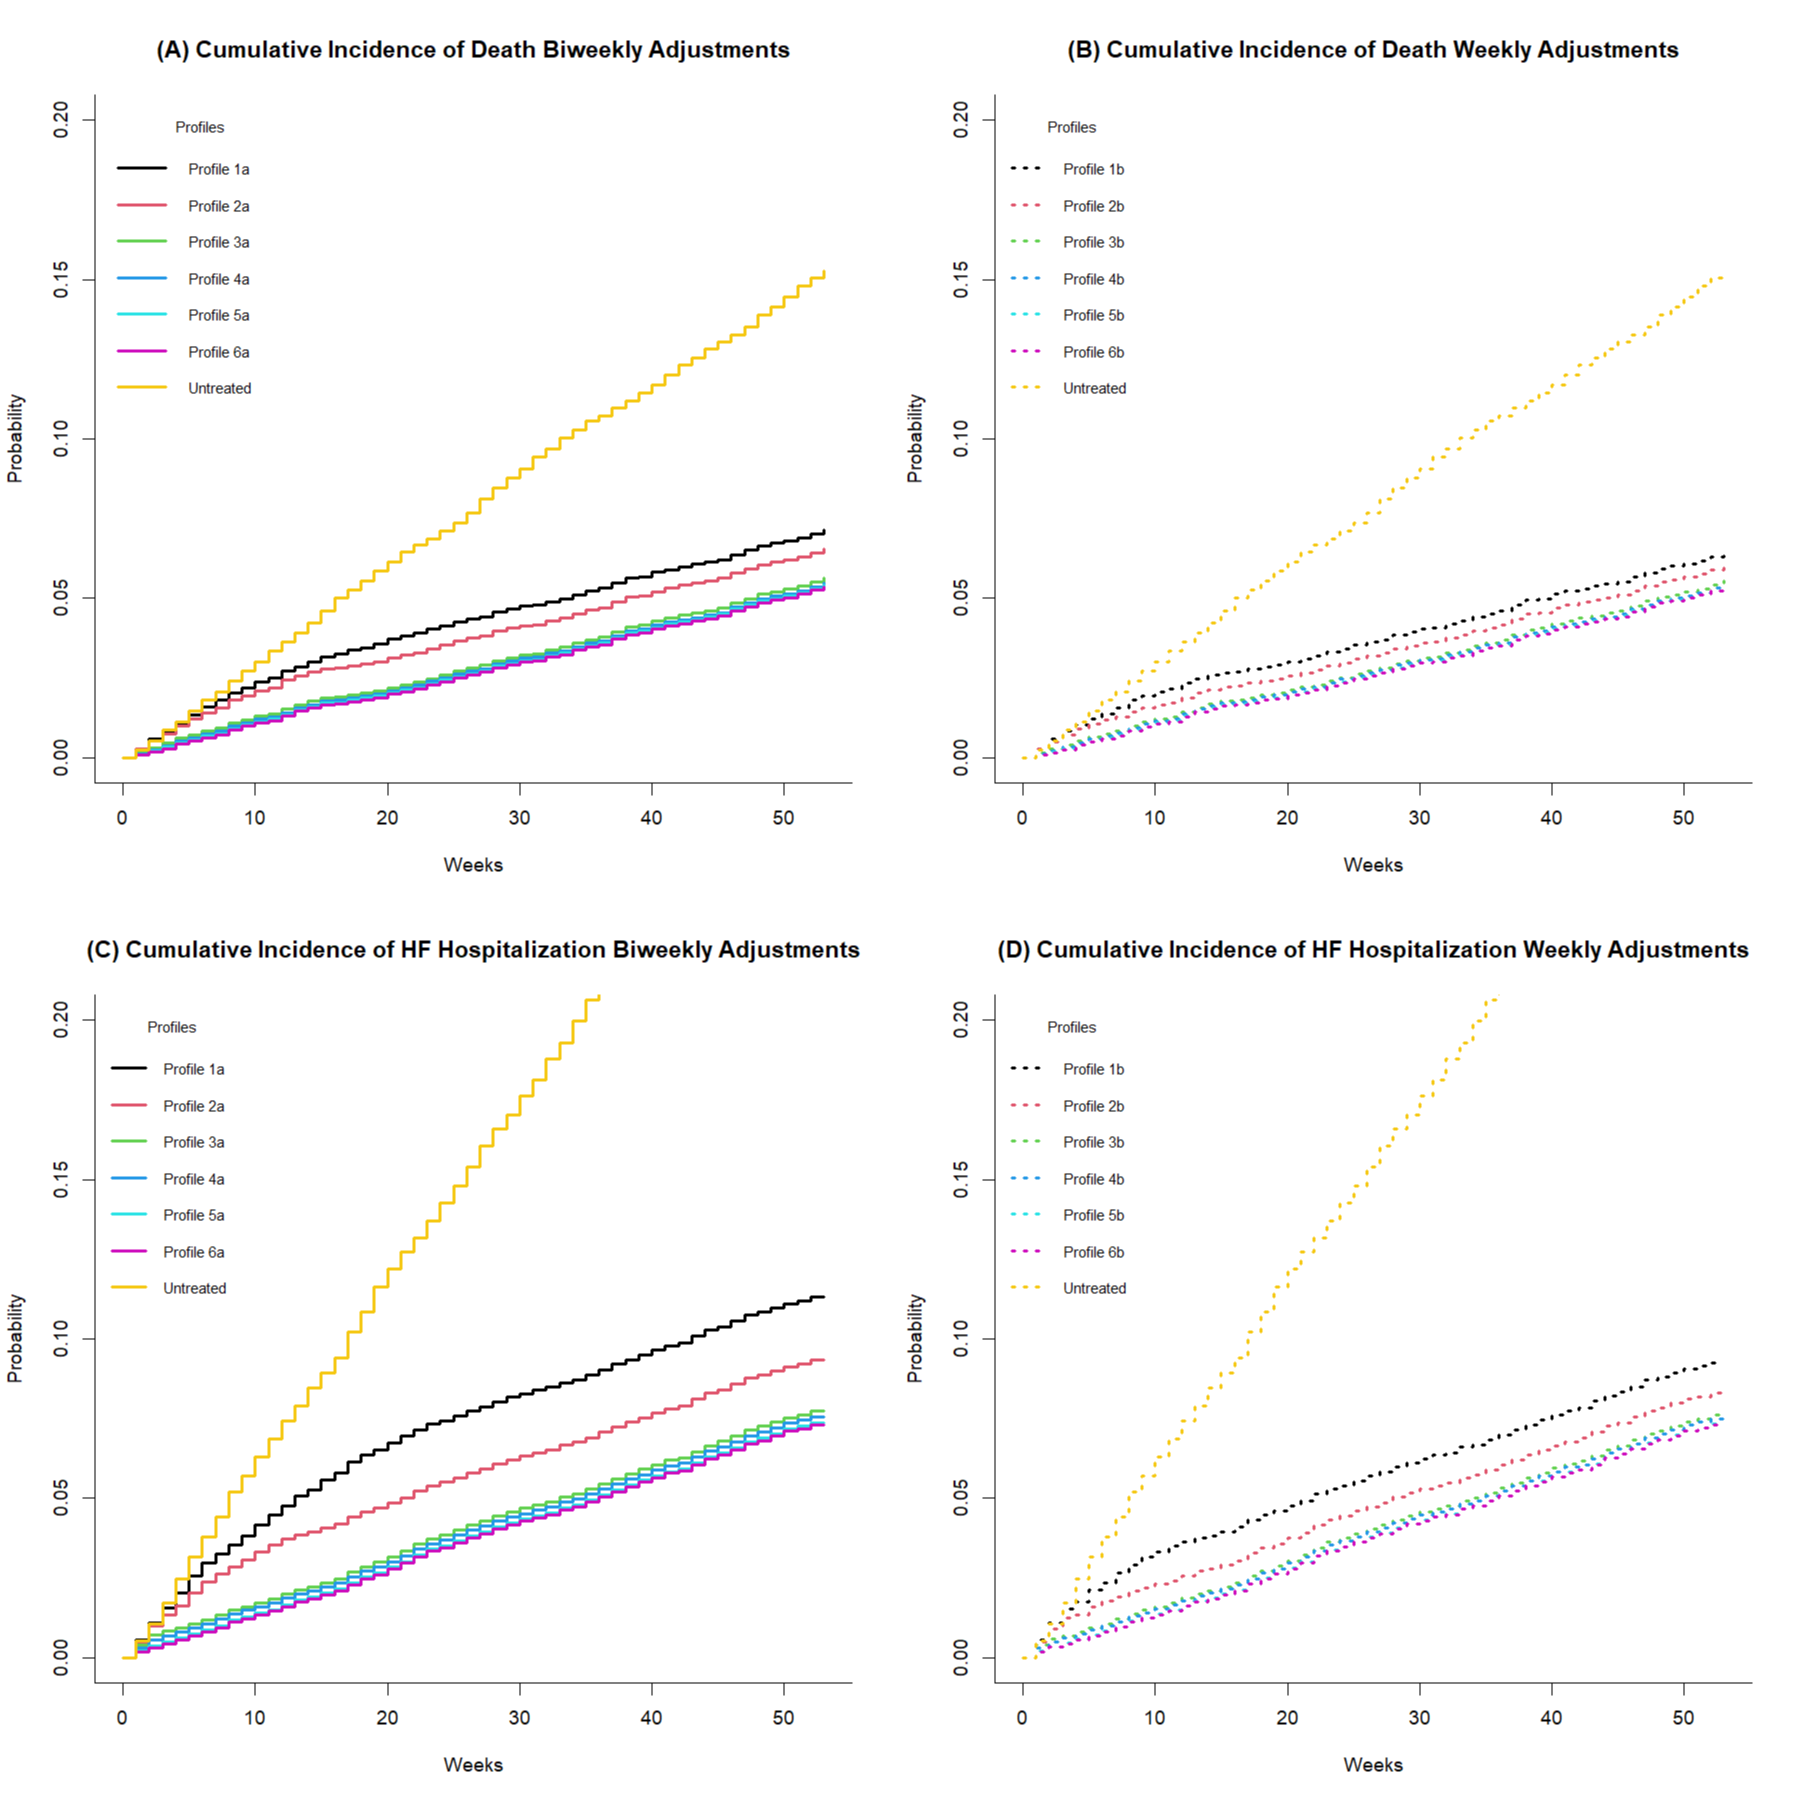 (A) Cumulative Incidence of Death Biweekly Adjustments
Profiles
Profile 1a
Profile 2a
Profile 3a
Profile 4a
Profile 5a
Profile 6a
Untreated
Probability
0.20
0.15
0.10
0.05
0.00
0 10 20 30 40 50
Weeks
(B) Cumulative Incidence of Death Weekly Adjustments
Profiles
Profile 1b
Profile 2b
Profile 3b
Profile 4b
Profile 5b
Profile 6b
Untreated
Probability
0.20
0.15
0.10
0.05
0.00
0 10 20 30 40 50
Weeks
(C) Cumulative Incidence of HF Hospitalization Biweekly Adjustments
Profiles
Profile 1a
Profile 2a
Profile 3a
Profile 4a
Profile 5a
Profile 6a
Untreated
Probability
0.20
0.15
0.10
0.05
0.00
0 10 20 30 40 50
Weeks
(D) Cumulative Incidence of HF Hospitalization Weekly Adjustments
Profiles
Profile 1b
Profile 2b
Profile 3b
Profile 4b
Profile 5b
Profile 6b
Untreated
Probability
0.20
0.15
0.10
0.05
0.00
0 10 20 30 40 50
Weeks